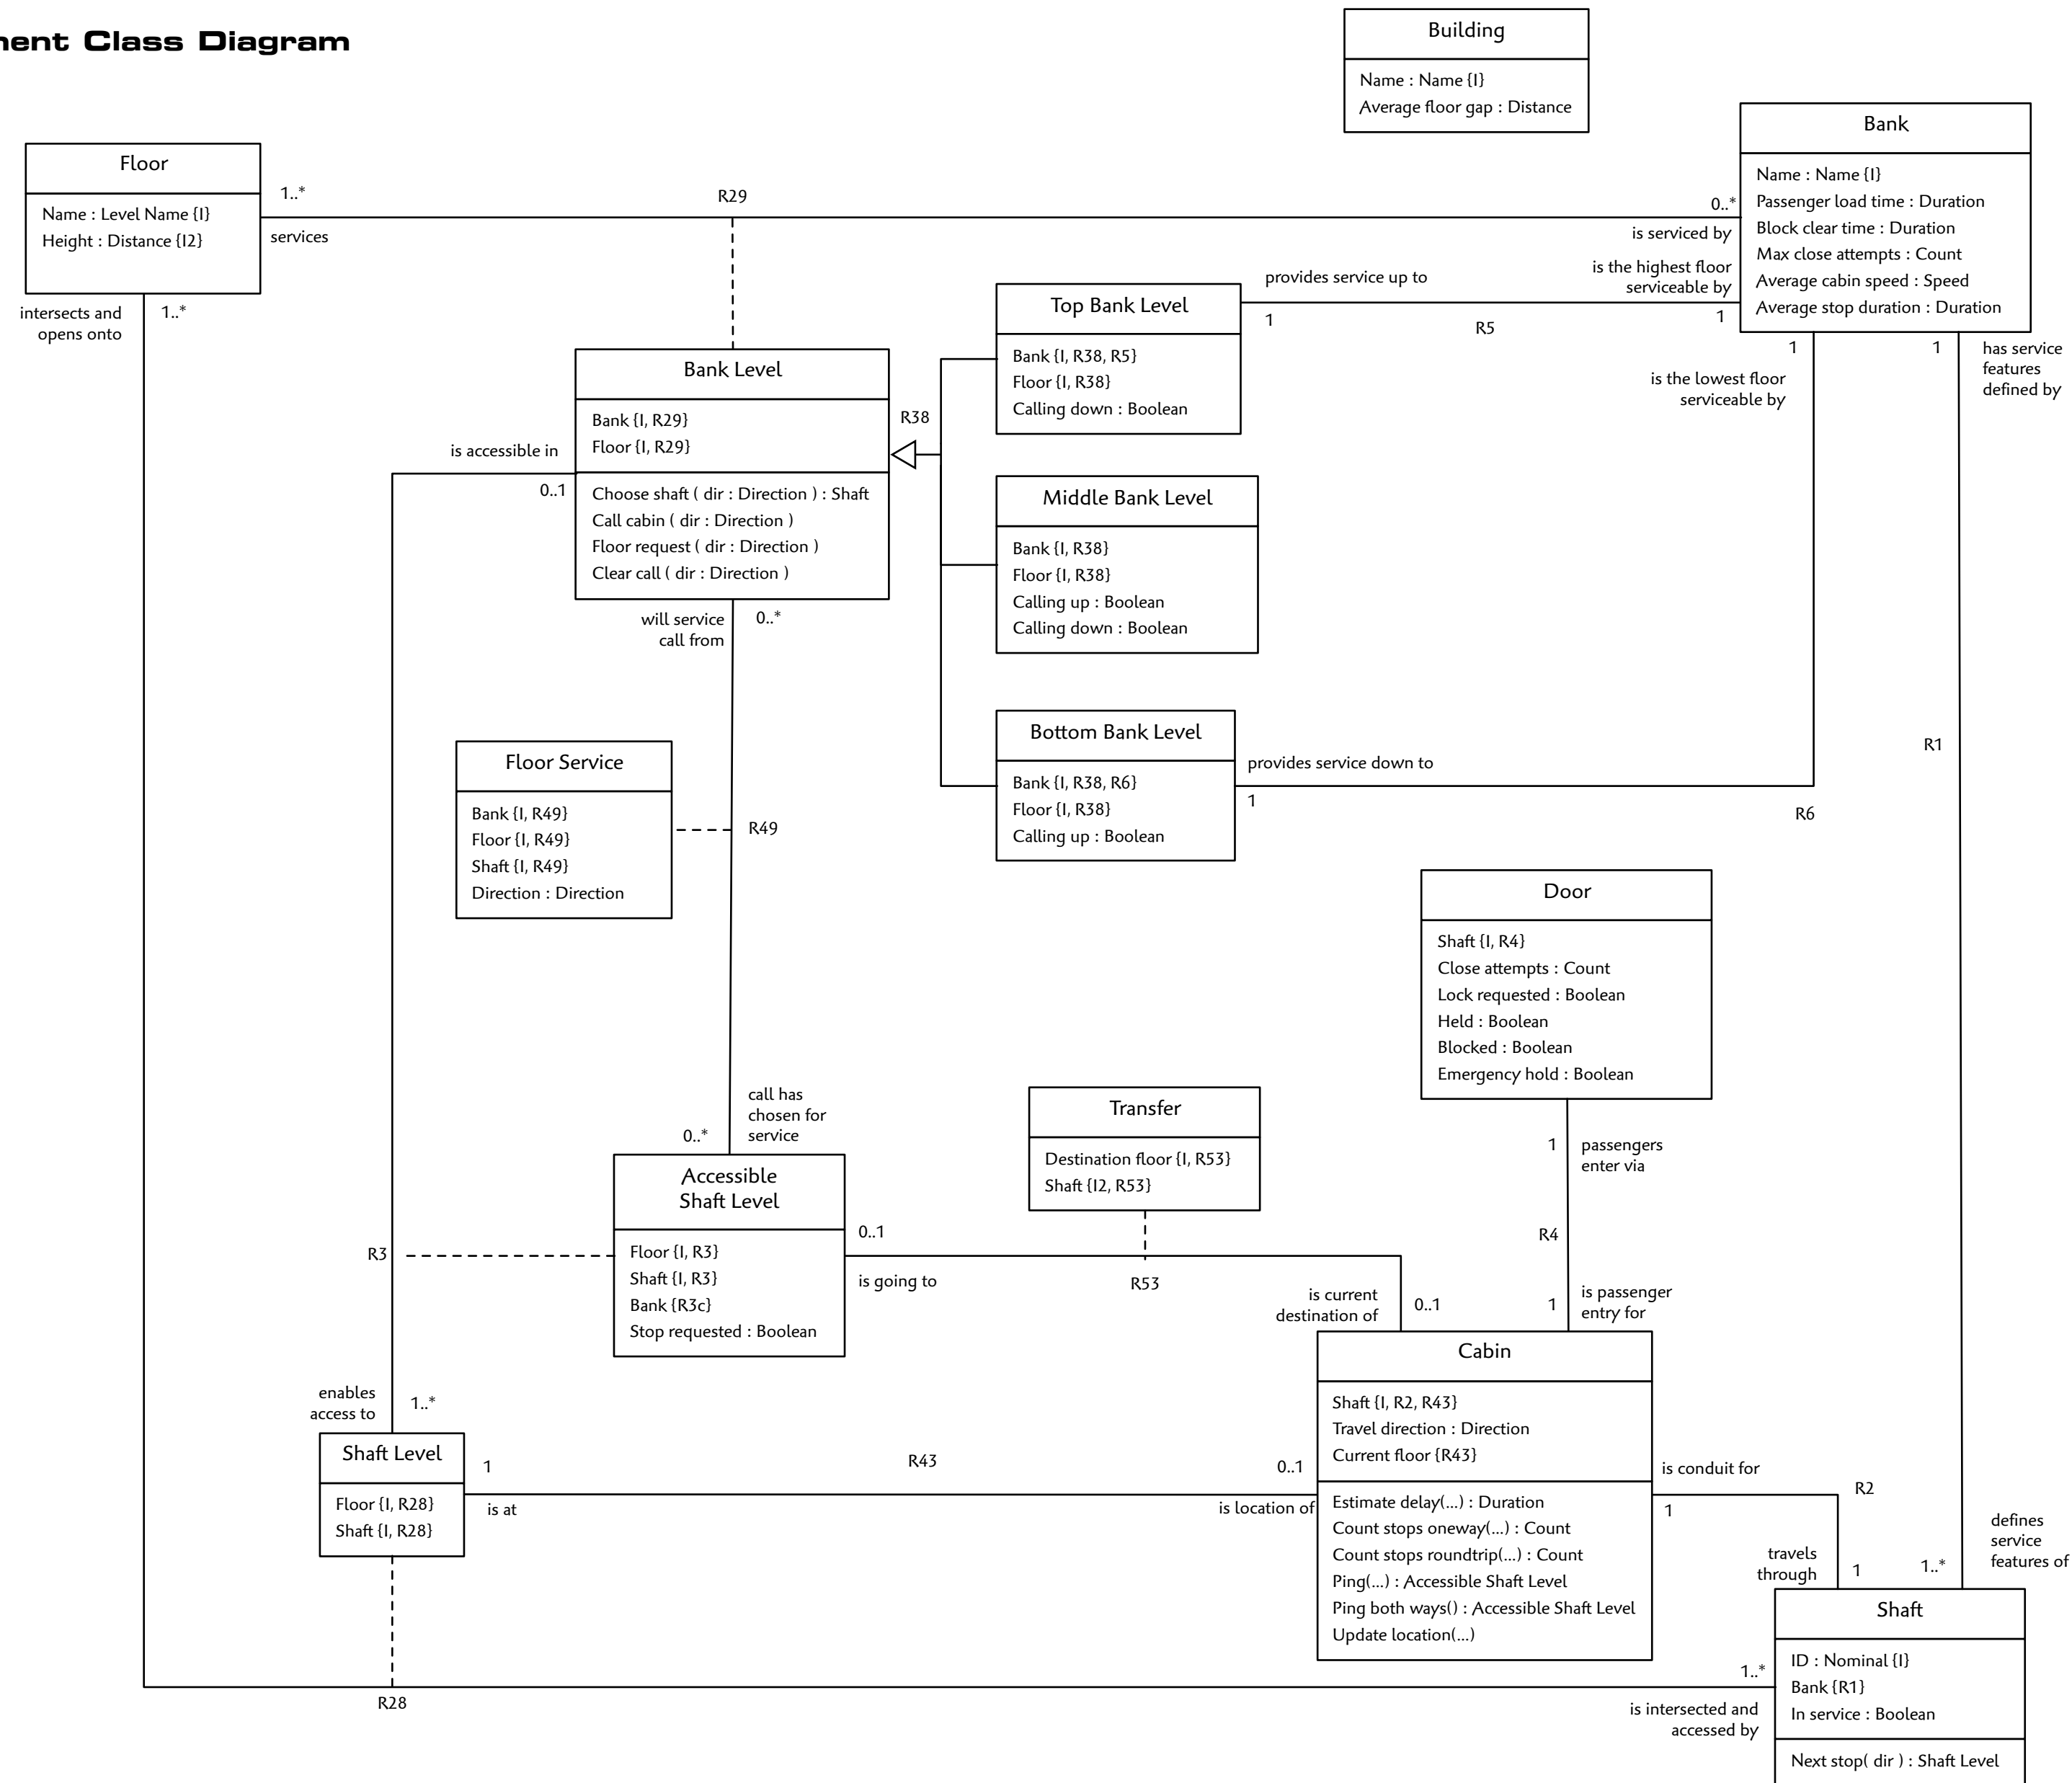 Class Diagram
Building
Name : Name {I}
Average floor gap : Distance
Bank
Name : Name {I}
Passenger load time : Duration
Block clear time : Duration
Max close attempts : Count
Average cabin speed : Speed
Average stop duration : Duration
Floor
Name : Level Name {I}
Height : Distance {I2}
1..*
services
R29
0..*
is serviced by
intersects and
opens onto
1..*
provides service up to
is the highest floor
serviceable by
1
R5
1
Top Bank Level
Bank {I, R38, R5}
Floor {I, R38}
Calling down : Boolean
1
is the lowest floor
serviceable by
1
has service
features
defined by
Bank Level
Bank {I, R29}
Floor {I, R29}
Choose shaft ( dir : Direction ) : Shaft
Call cabin ( dir : Direction )
Floor request ( dir : Direction )
Clear call ( dir : Direction )
R38
is accessible in
0..1
Middle Bank Level
Bank {I, R38}
Floor {I, R38}
Calling up : Boolean
Calling down : Boolean
will service
call from
0..*
Bottom Bank Level
Bank {I, R38, R6}
Floor {I, R38}
Calling up : Boolean
provides service down to
1
R6
R1
Floor Service
Bank {I, R49}
Floor {I, R49}
Shaft {I, R49}
Direction : Direction
R49
Door
Shaft {I, R4}
Close attempts : Count
Lock requested : Boolean
Held : Boolean
Blocked : Boolean
Emergency hold : Boolean
call has
chosen for
service
0..*
Transfer
Destination floor {I, R53}
Shaft {I2, R53}
1
passengers
enter via
R4
1
is passenger
entry for
Accessible
Shaft Level
Floor {I, R3}
Shaft {I, R3}
Bank {R3c}
Stop requested : Boolean
R3
0..1
is going to
R53
is current
destination of
0..1
Cabin
Shaft {I, R2, R43}
Travel direction : Direction
Current floor {R43}
Estimate delay(...) : Duration
Count stops oneway(...) : Count
Count stops roundtrip(...) : Count
Ping(...) : Accessible Shaft Level
Ping both ways() : Accessible Shaft Level
Update location(...)
enables
access to
1..*
Shaft Level
Floor {I, R28}
Shaft {I, R28}
1
is at
R43
0..1
is location of
is conduit for
1
R2
travels
through
1
1..*
defines
service
features of
Shaft
ID : Nominal {I}
Bank {R1}
In service : Boolean
Next stop( dir ) : Shaft Level
R28
1..*
is intersected and
accessed by